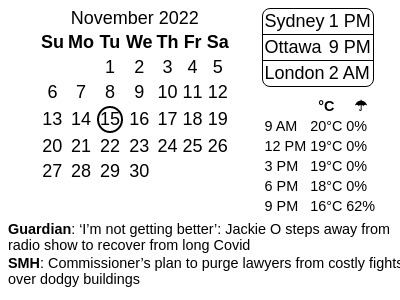 November 2022
Su Mo Tu We Th Fr Sa
1 2 3 4 5
6 7 8 9 10 11 12
13 14 15 16 17 18 19
20 21 22 23 24 25 26
27 28 29 30
Sydney 1 PM
Ottawa 9 PM
London 2 AM
°C ☂
9 AM 20°C 0%
12 PM 19°C 0%
3 PM 19°C 0%
6 PM 18°C 0%
9 PM 16°C 62%
Guardian: ‘I’m not getting better’: Jackie O steps away from
radio show to recover from long Covid
SMH: Commissioner’s plan to purge lawyers from costly fights
over dodgy buildings